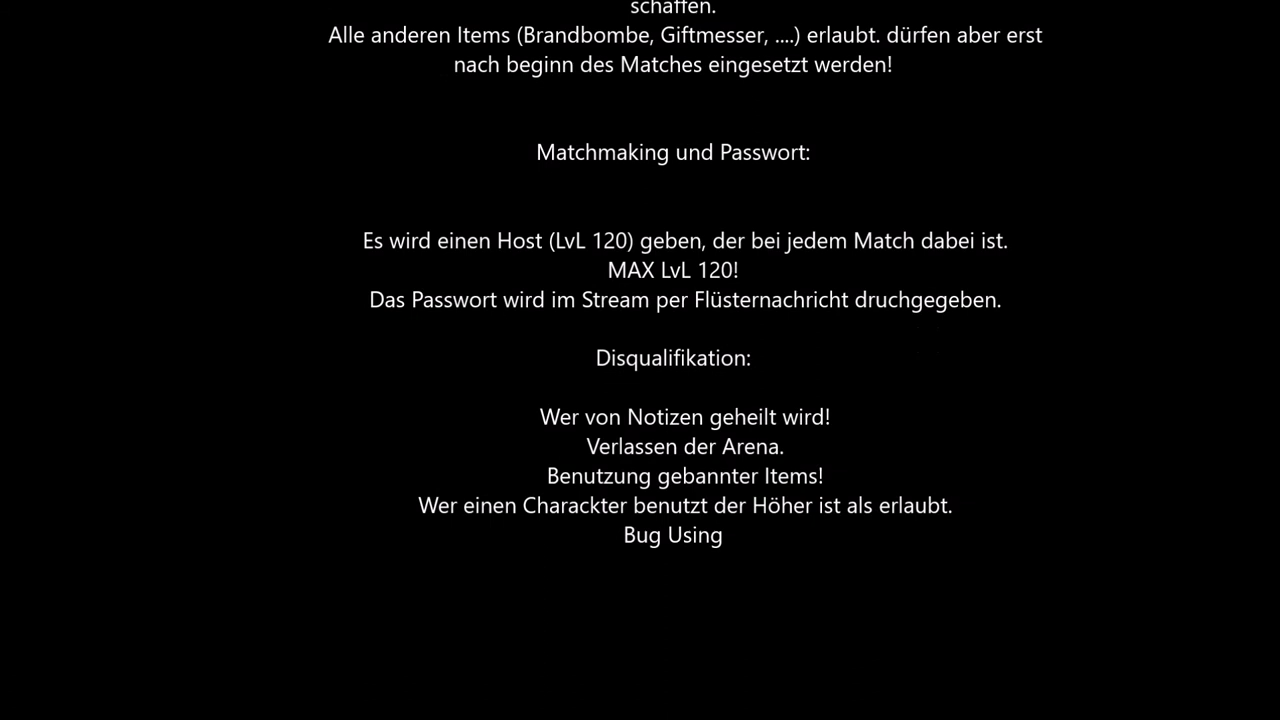 schaffen.
Alle anderen Items (Brandbombe, Giftmesser, ....) erlaubt. dürfen aber erst
nach beginn des Matches eingesetzt werden!
Matchmaking und Passwort:
Es wird einen Host (LvL 120) geben, der bei jedem Match dabei ist.
MAX LvL 120!
Das Passwort wird im Stream per Flüsternachricht druchgegeben.
Disqualifikation:
Wer von Notizen geheilt wird!
Verlassen der Arena.
Benutzung gebannter Items!
Wer einen Charackter benutzt der Höher ist als erlaubt.
Bug Using